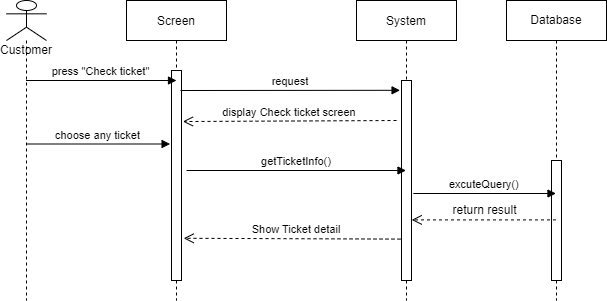 Screen
System
Database
Customer
press "Check ticket"
request
display Check ticket screen
choose any ticket
getTicketInfo()
excuteQuery()
return result
Show Ticket detail